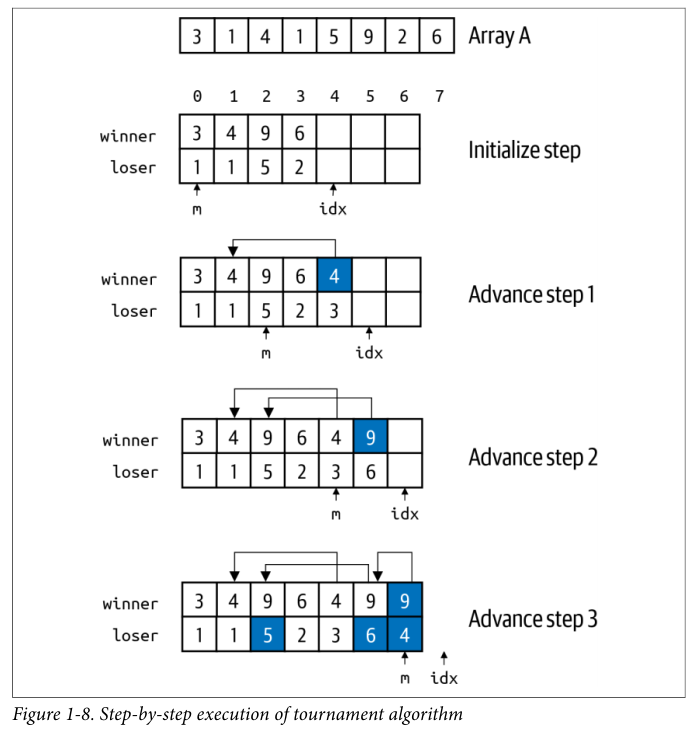 3 1 4 1 5 9 2 6 Array A
0 1 2 3 4 5 6 7
winner 3 4 9 6
loser 1 1 5 2
Initialize step
m idx
winner 3 4 9 6 4
loser 1 1 5 2 3
Advance step 1
m idx
winner 3 4 9 6 4 9
loser 1 1 5 2 3 6
Advance step 2
m idx
winner 3 4 9 6 4 9 9
loser 1 1 5 2 3 6 4
Advance step 3
m idx
Figure 1-8. Step-by-step execution of tournament algorithm